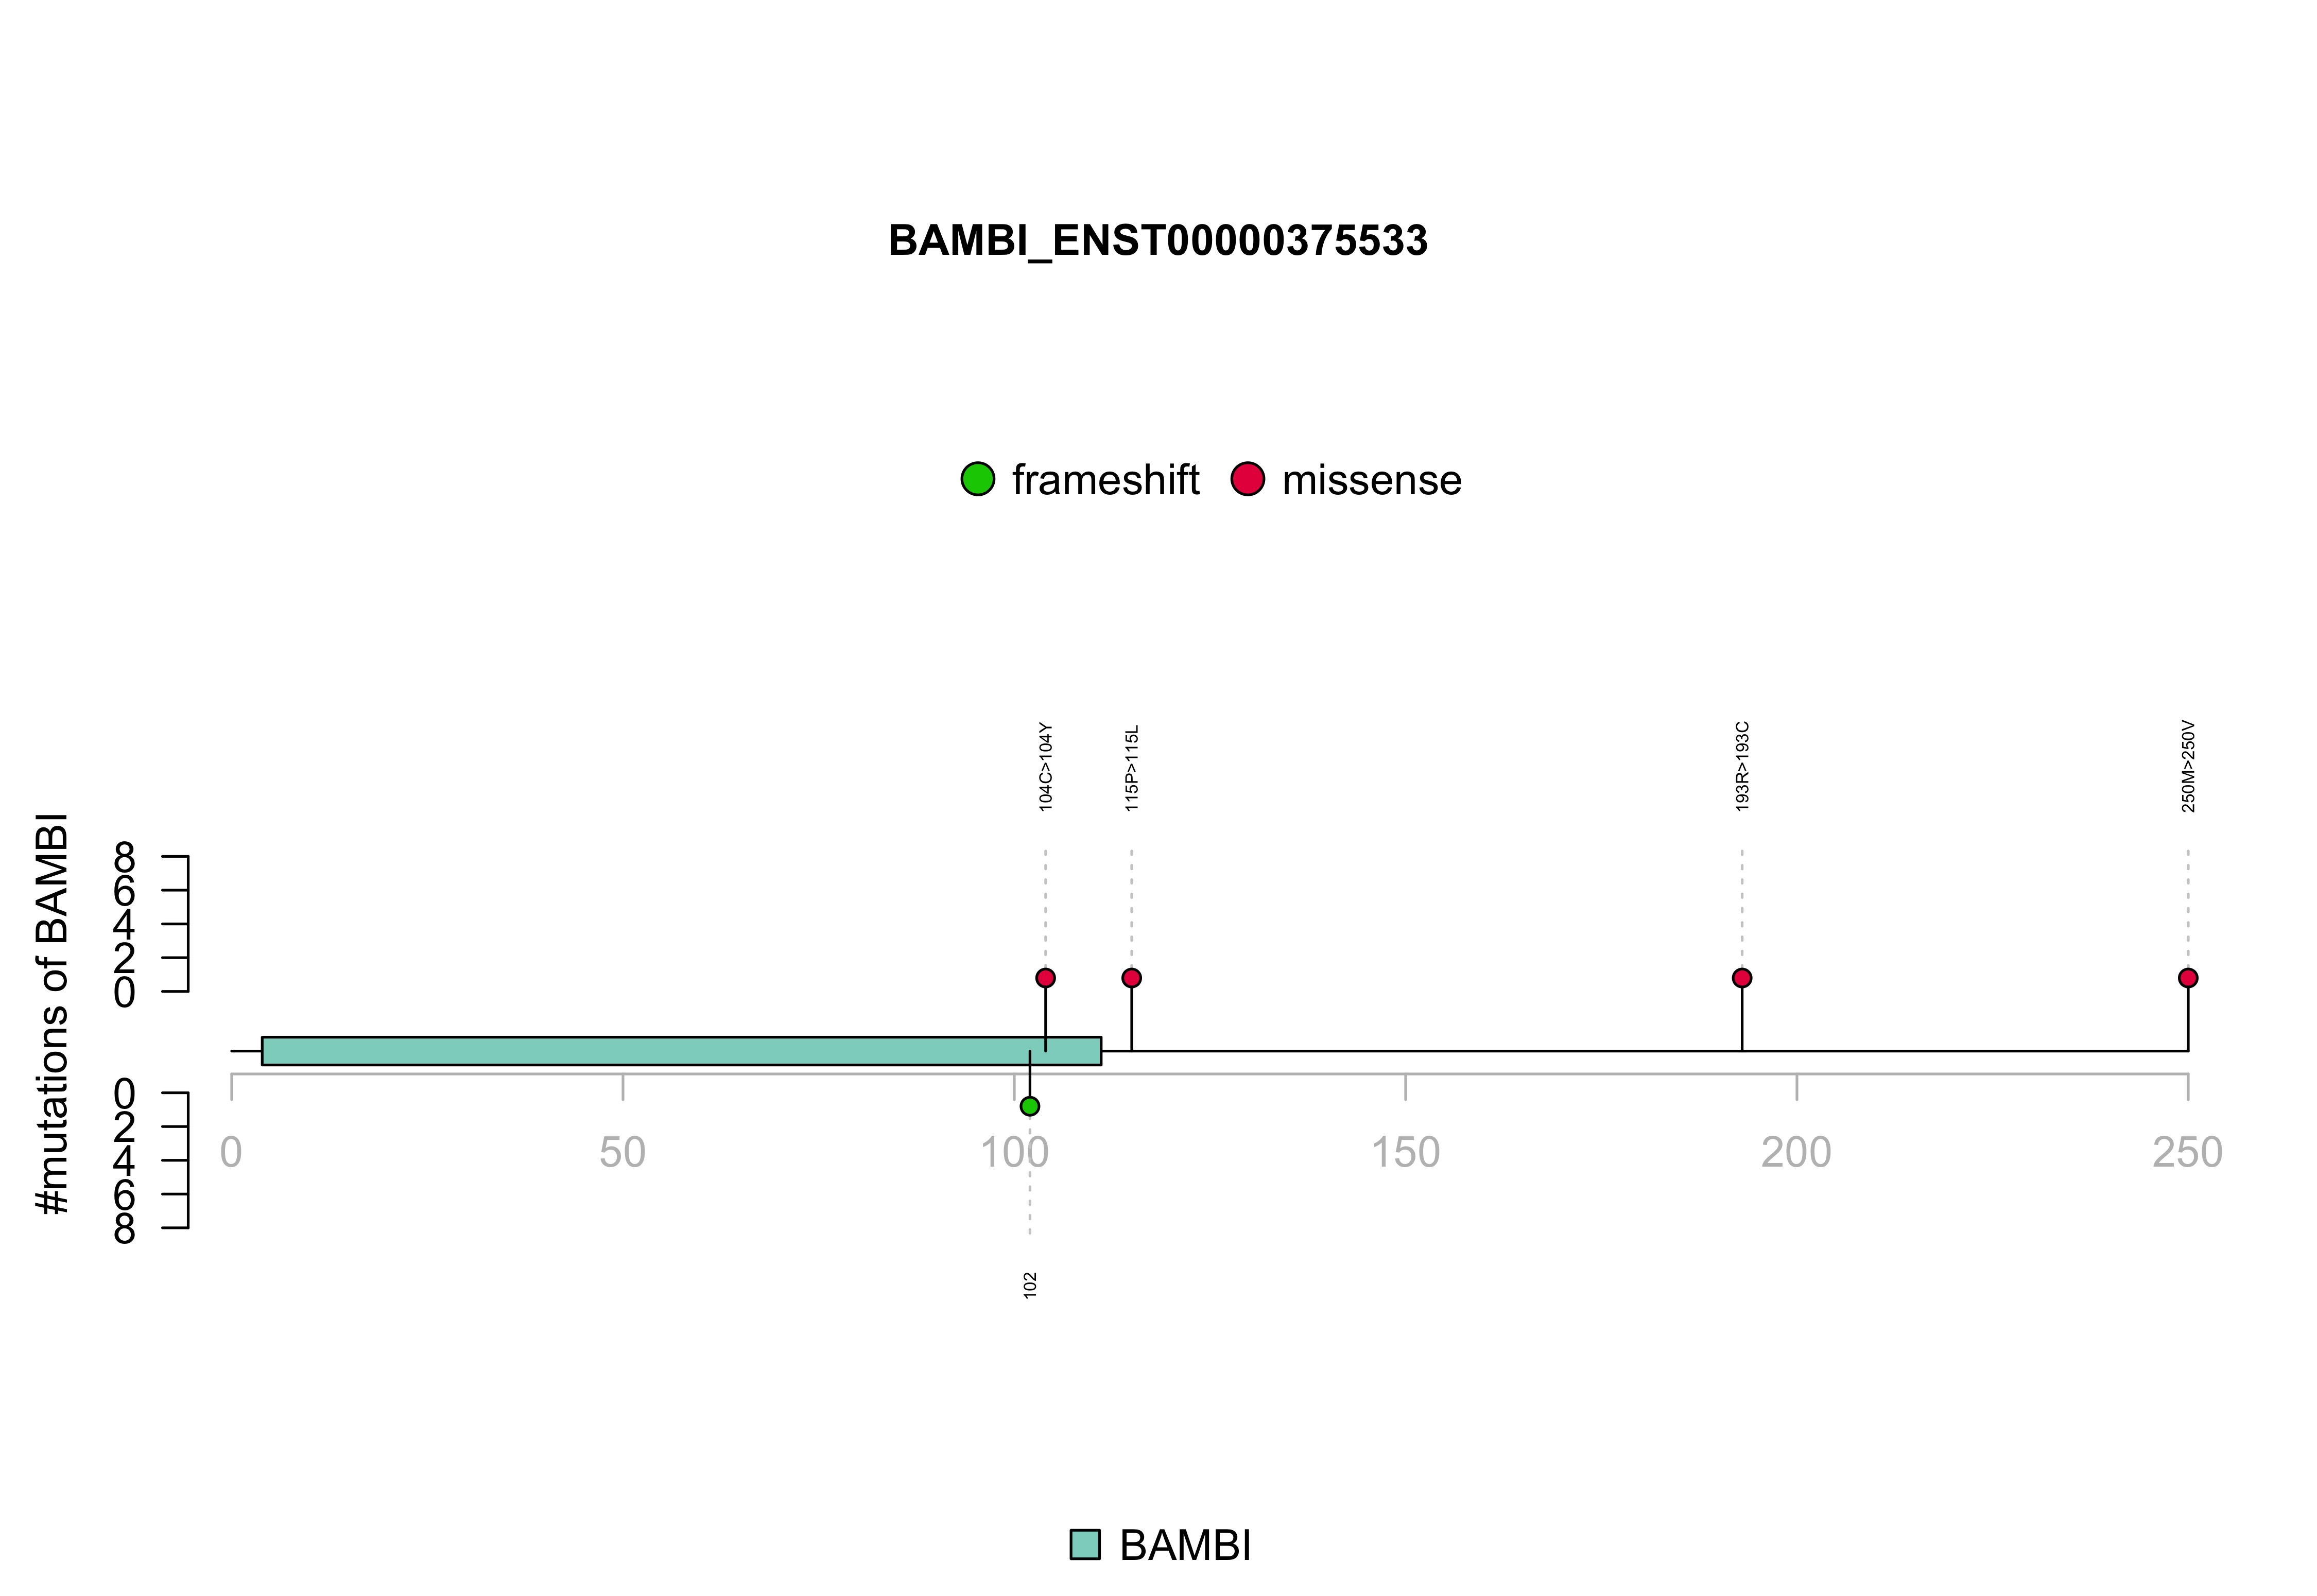 BAMBI_ENST00000375533
frameshift missense
104C>104Y
115P>115L
193R>193C
250M>250V
#mutations of BAMBI
8
6
4
2
0
0
2
4
6
8
0 50 100 150 200 250
102
BAMBI